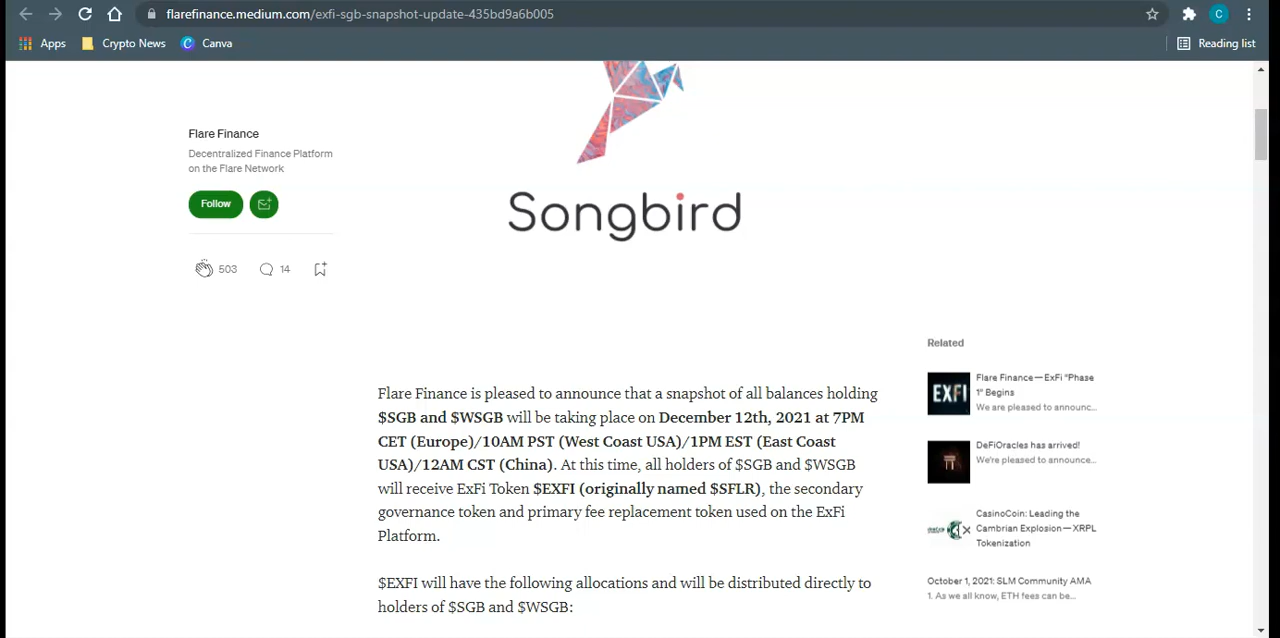 flarefinance.medium.com/exfi-sgb-snapshot-update-435bd9a6b005
C
Apps
Crypto News
Canva
Reading list
Songbird
Flare Finance
Decentralized Finance Platform
on the Flare Network
Follow
503
14
Flare Finance is pleased to announce that a snapshot of all balances holding
$SGB and $WSGB will be taking place on December 12th, 2021 at 7PM
CET (Europe)/10AM PST (West Coast USA)/1PM EST (East Coast
USA)/12AM CST (China). At this time, all holders of $SGB and $WSGB
will receive ExFi Token $EXFI (originally named $SFLR), the secondary
governance token and primary fee replacement token used on the ExFi
Platform.
$EXFI will have the following allocations and will be distributed directly to
holders of $SGB and $WSGB:
Related
EXFI
Flare Finance — ExFi "Phase
1" Begins
We are pleased to announc...
DeFiOracles has arrived!
We're pleased to announce...
CasinoCoin: Leading the
Cambrian Explosion — XRPL
Tokenization
October 1, 2021: SLM Community AMA
1. As we all know, ETH fees can be...